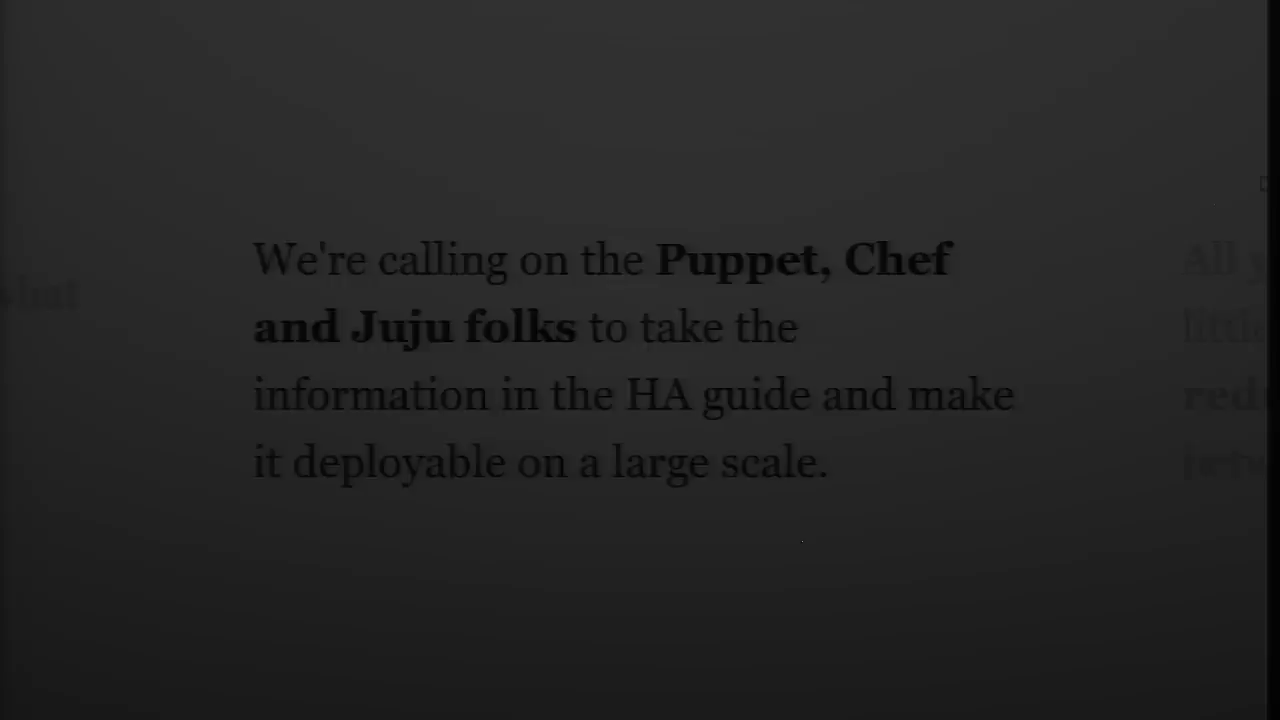 We're calling on the Puppet, Chef
and Juju folks to take the
information in the HA guide and make
it deployable on a large scale.
All